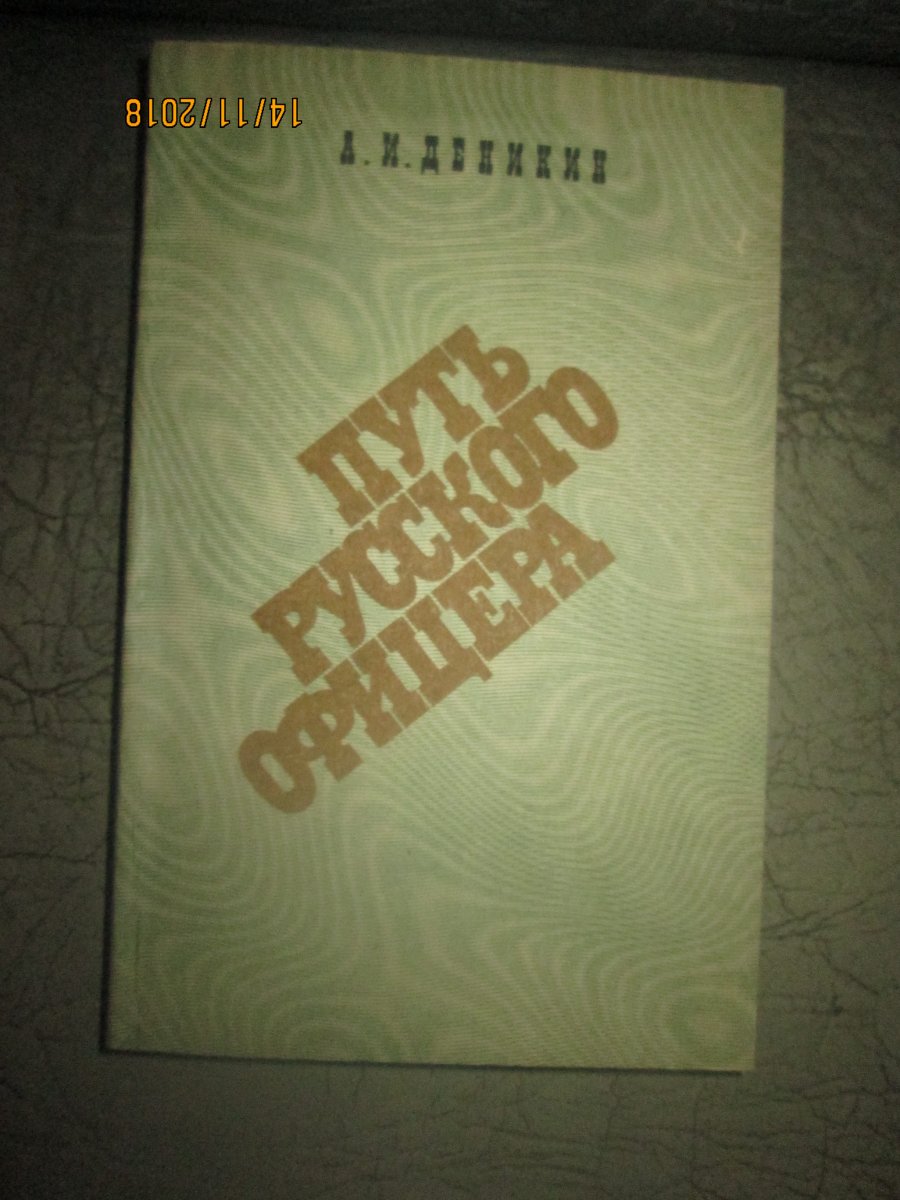 14/11/2018
А.И.ДЕНИКИН
ПУТЬ
РУССКОГО
ОФИЦЕРА